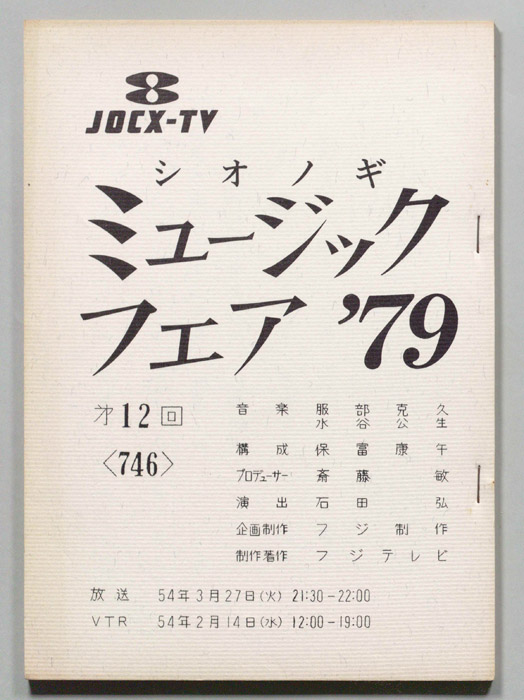 8
JOCX-TV
シオノギ
ミュージック
フェア '79
第12回
〈746〉
音楽 服部克久
水谷公生
構成 保富康午
プロデューサー 斎藤敏
演出 石田弘
企画制作 フジ制作
制作著作 フジテレビ
放送 54年3月27日(火) 21:30-22:00
VTR 54年2月14日(水) 12:00-19:00